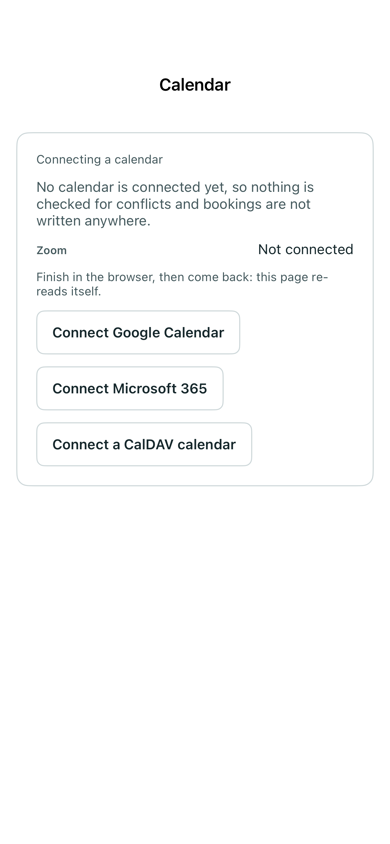 Calendar
Connecting a calendar
No calendar is connected yet, so nothing is
checked for conflicts and bookings are not
written anywhere.
Zoom Not connected
Finish in the browser, then come back: this page re-
reads itself.
Connect Google Calendar
Connect Microsoft 365
Connect a CalDAV calendar